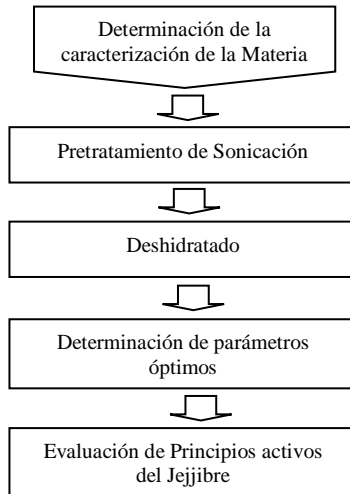 Determinación de la
caracterización de la Materia
Pretratamiento de Sonicación
Deshidratado
Determinación de parámetros
óptimos
Evaluación de Principios activos
del Jejjibre